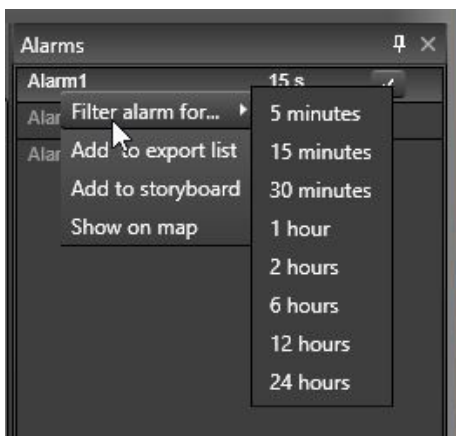 Alarms
Alarm1 15 s
Filter alarm for... 5 minutes
Add to export list 15 minutes
Add to storyboard 30 minutes
Show on map 1 hour
2 hours
6 hours
12 hours
24 hours